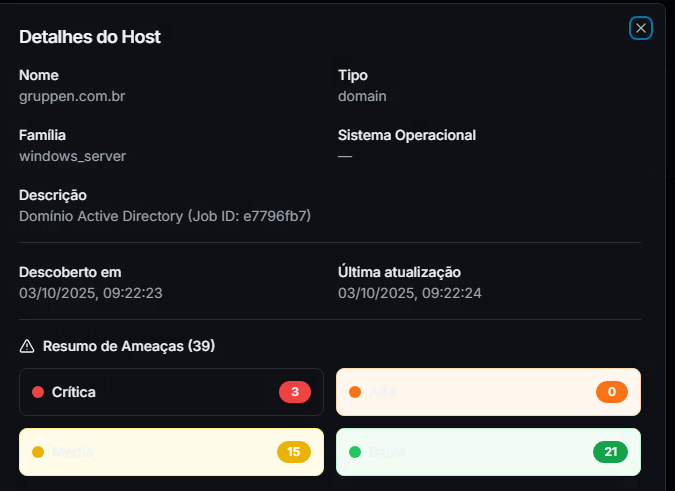 Detalhes do Host
Nome
Tipo
gruppen.com.br
domain
Família
Sistema Operacional
windows_server
—
Descrição
Domínio Active Directory (Job ID: e7796fb7)
Descoberto em
Última atualização
03/10/2025, 09:22:23
03/10/2025, 09:22:24
Resumo de Ameaças (39)
Crítica 3
Alta 0
Média 15
Baixa 21